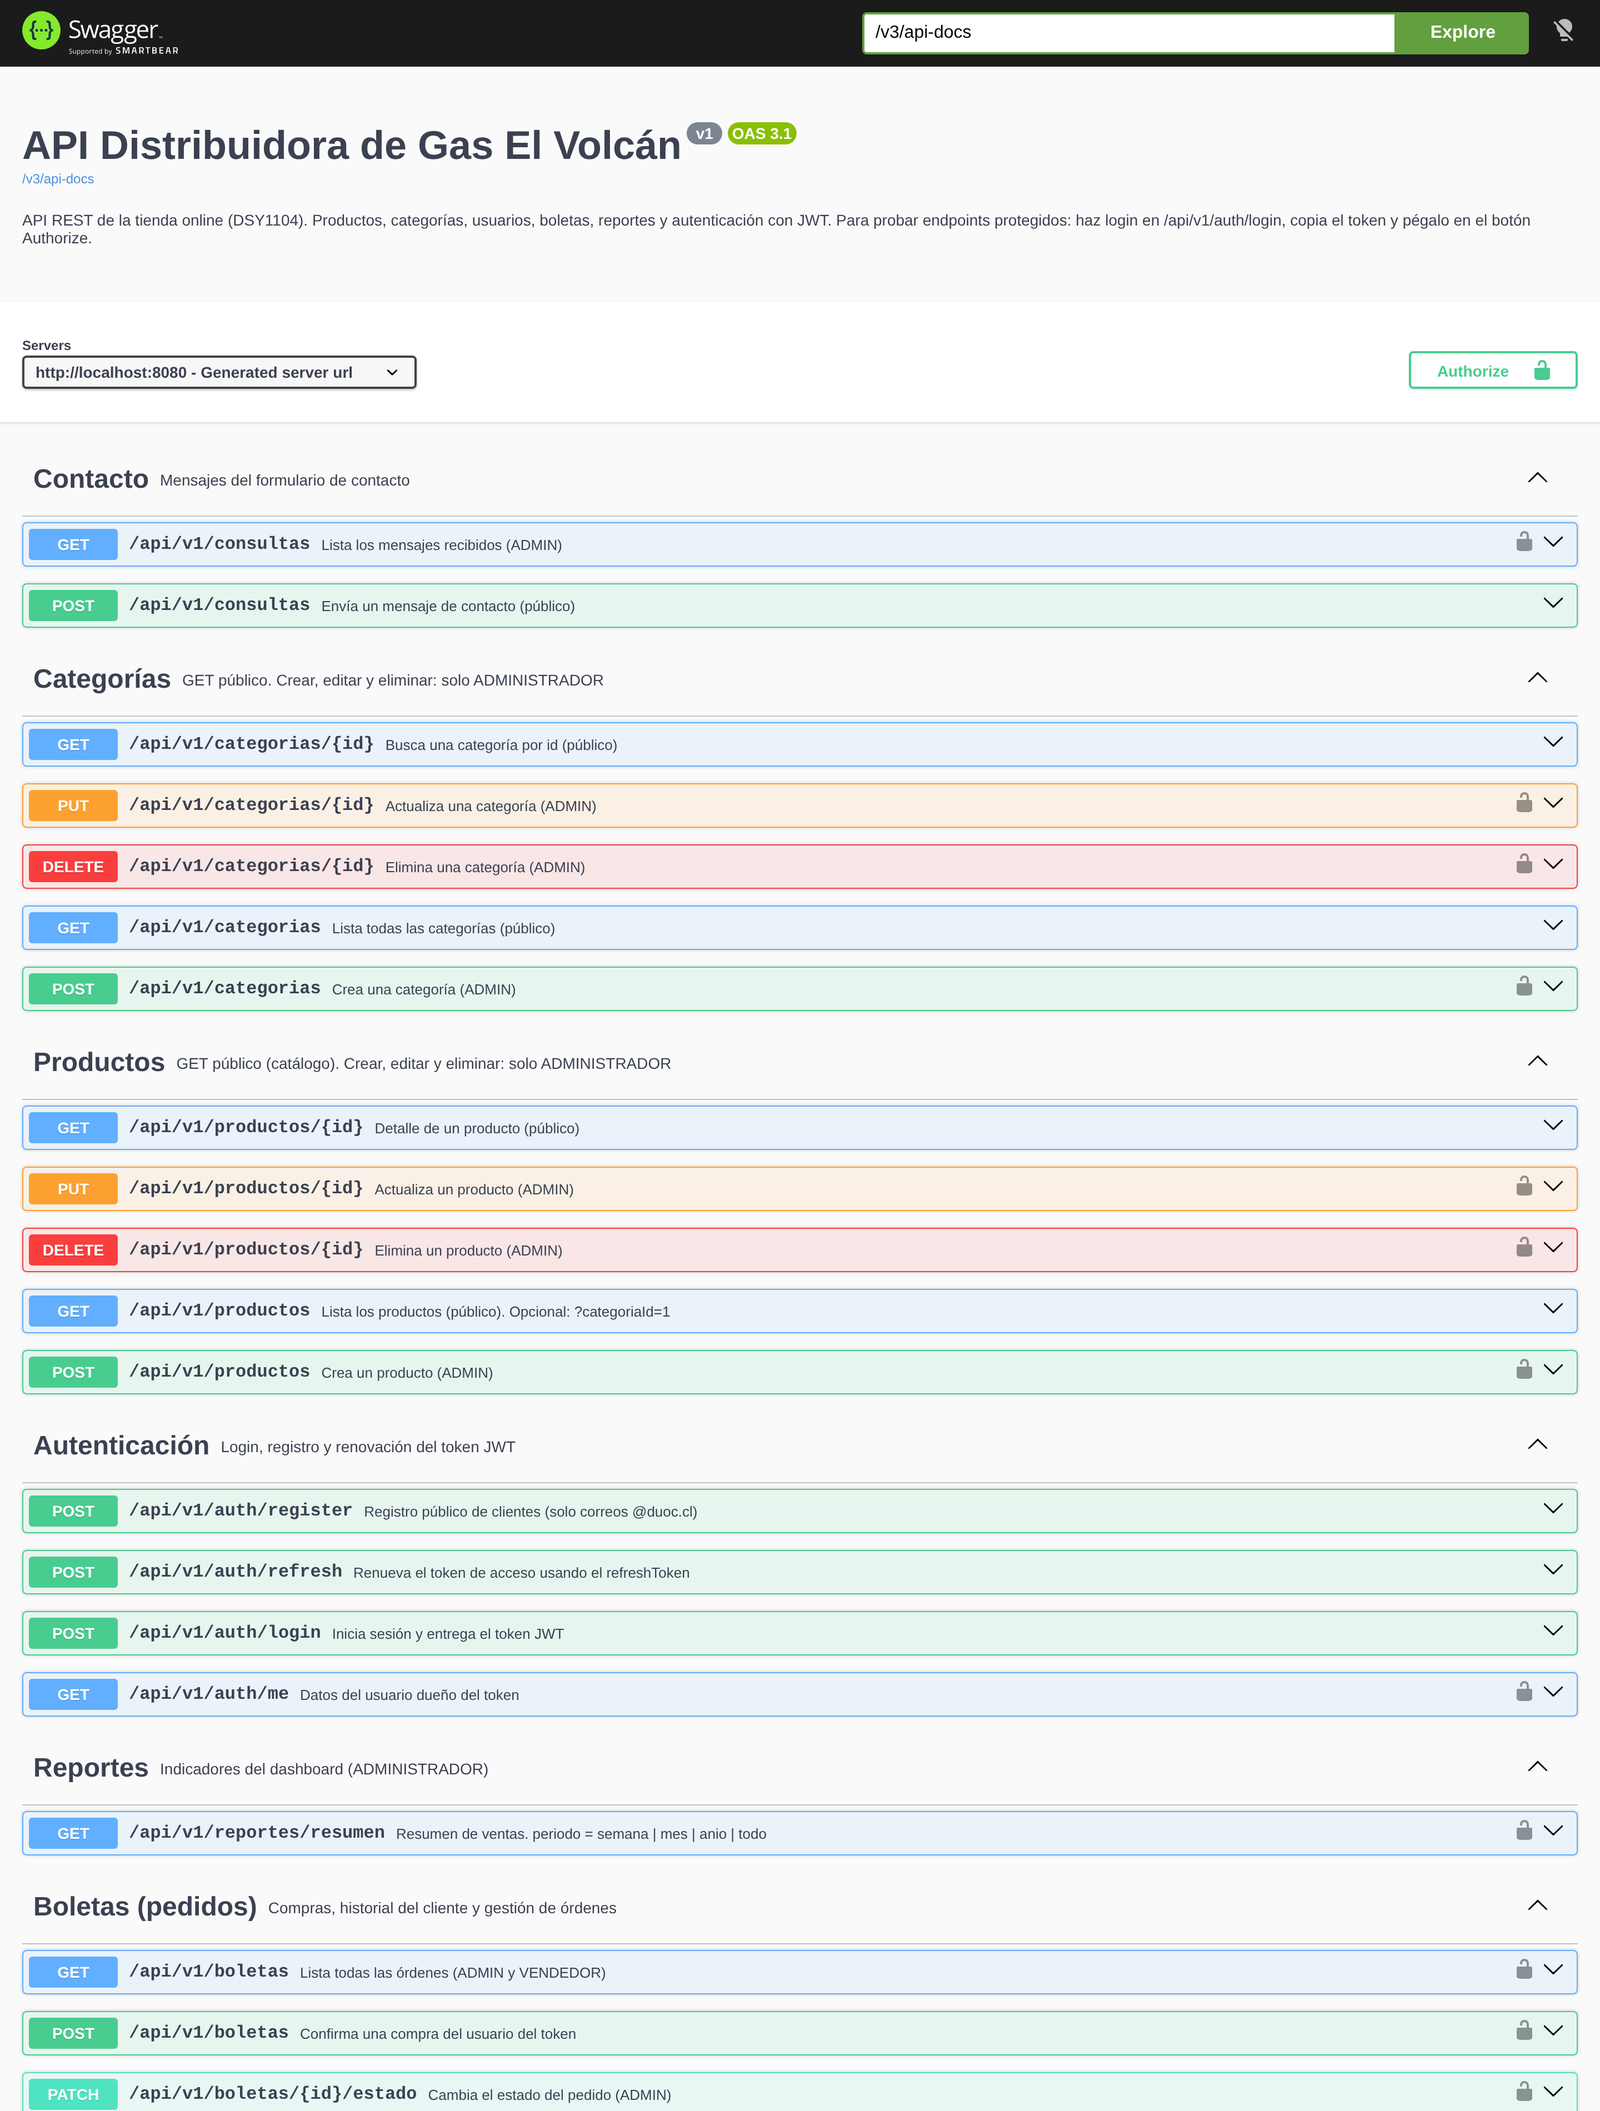 Swagger
Supported by SMARTBEAR
/v3/api-docs
Explore
API Distribuidora de Gas El Volcán v1 OAS 3.1
/v3/api-docs
API REST de la tienda online (DSY1104). Productos, categorías, usuarios, boletas, reportes y autenticación con JWT. Para probar endpoints protegidos: haz login en /api/v1/auth/login, copia el token y pégalo en el botón
Authorize.
Servers
http://localhost:8080 - Generated server url
Authorize
Contacto Mensajes del formulario de contacto
GET /api/v1/consultas Lista los mensajes recibidos (ADMIN)
POST /api/v1/consultas Envía un mensaje de contacto (público)
Categorías GET público. Crear, editar y eliminar: solo ADMINISTRADOR
GET /api/v1/categorias/{id} Busca una categoría por id (público)
PUT /api/v1/categorias/{id} Actualiza una categoría (ADMIN)
DELETE /api/v1/categorias/{id} Elimina una categoría (ADMIN)
GET /api/v1/categorias Lista todas las categorías (público)
POST /api/v1/categorias Crea una categoría (ADMIN)
Productos GET público (catálogo). Crear, editar y eliminar: solo ADMINISTRADOR
GET /api/v1/productos/{id} Detalle de un producto (público)
PUT /api/v1/productos/{id} Actualiza un producto (ADMIN)
DELETE /api/v1/productos/{id} Elimina un producto (ADMIN)
GET /api/v1/productos Lista los productos (público). Opcional: ?categoriaId=1
POST /api/v1/productos Crea un producto (ADMIN)
Autenticación Login, registro y renovación del token JWT
POST /api/v1/auth/register Registro público de clientes (solo correos @duoc.cl)
POST /api/v1/auth/refresh Renueva el token de acceso usando el refreshToken
POST /api/v1/auth/login Inicia sesión y entrega el token JWT
GET /api/v1/auth/me Datos del usuario dueño del token
Reportes Indicadores del dashboard (ADMINISTRADOR)
GET /api/v1/reportes/resumen Resumen de ventas. periodo = semana | mes | anio | todo
Boletas (pedidos) Compras, historial del cliente y gestión de órdenes
GET /api/v1/boletas Lista todas las órdenes (ADMIN y VENDEDOR)
POST /api/v1/boletas Confirma una compra del usuario del token
PATCH /api/v1/boletas/{id}/estado Cambia el estado del pedido (ADMIN)